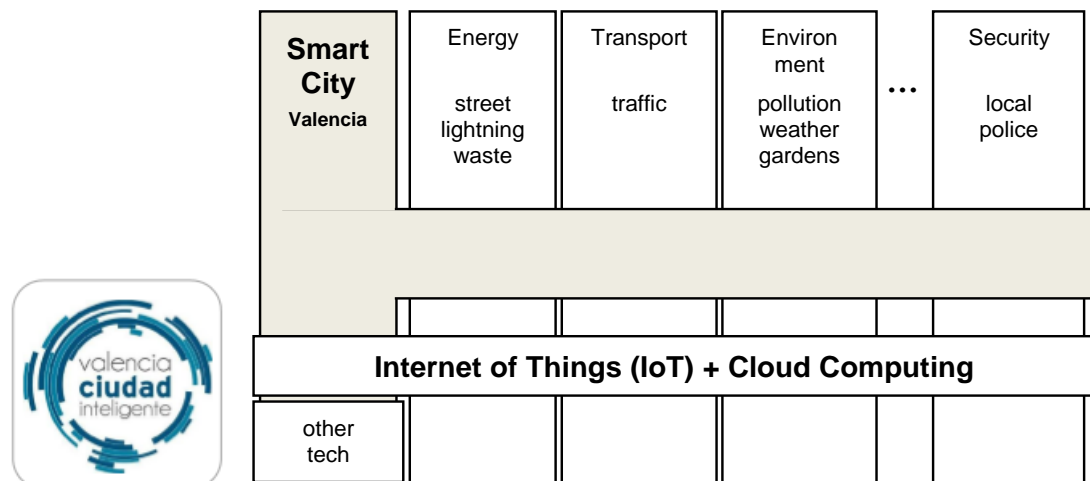 Smart
City
Valencia
Energy
street
lightning
waste
Transport
traffic
Environ
ment
pollution
weather
gardens
...
Security
local
police
valencia
ciudad
inteligente
Internet of Things (IoT) + Cloud Computing
other
tech